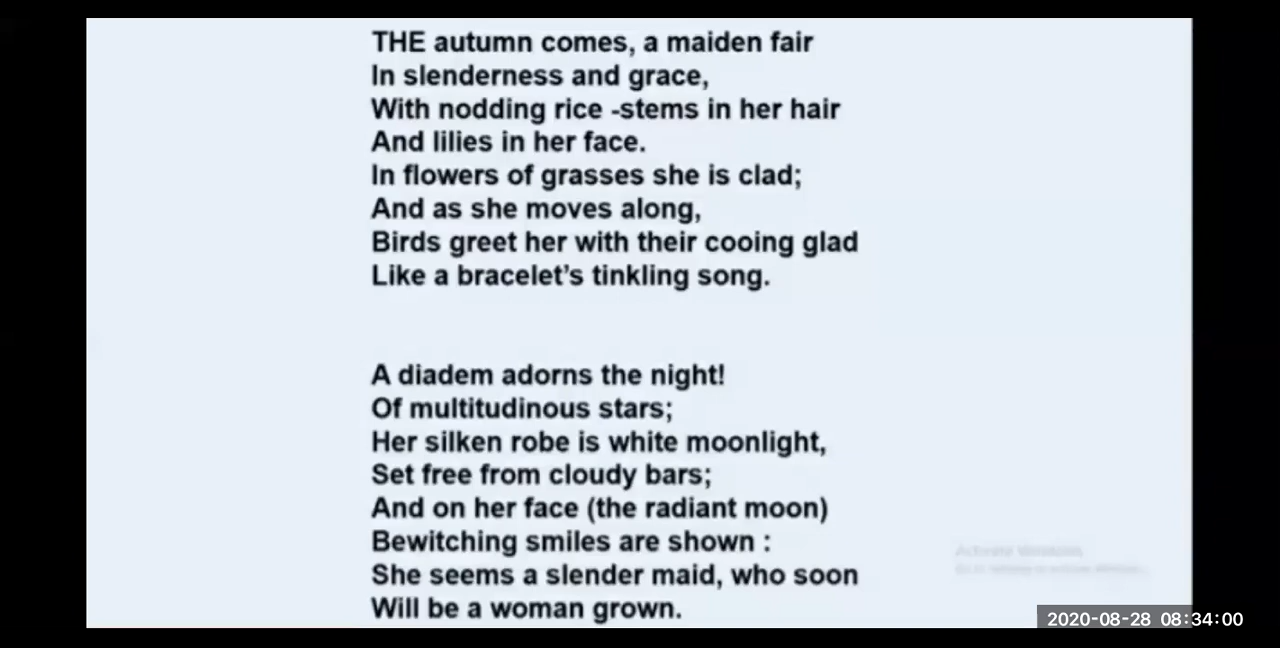 THE autumn comes, a maiden fair
In slenderness and grace,
With nodding rice -stems in her hair
And lilies in her face.
In flowers of grasses she is clad;
And as she moves along,
Birds greet her with their cooing glad
Like a bracelet’s tinkling song.
A diadem adorns the night!
Of multitudinous stars;
Her silken robe is white moonlight,
Set free from cloudy bars;
And on her face (the radiant moon)
Bewitching smiles are shown :
She seems a slender maid, who soon
Will be a woman grown.
Activate Windows
2020-08-28 08:34:00